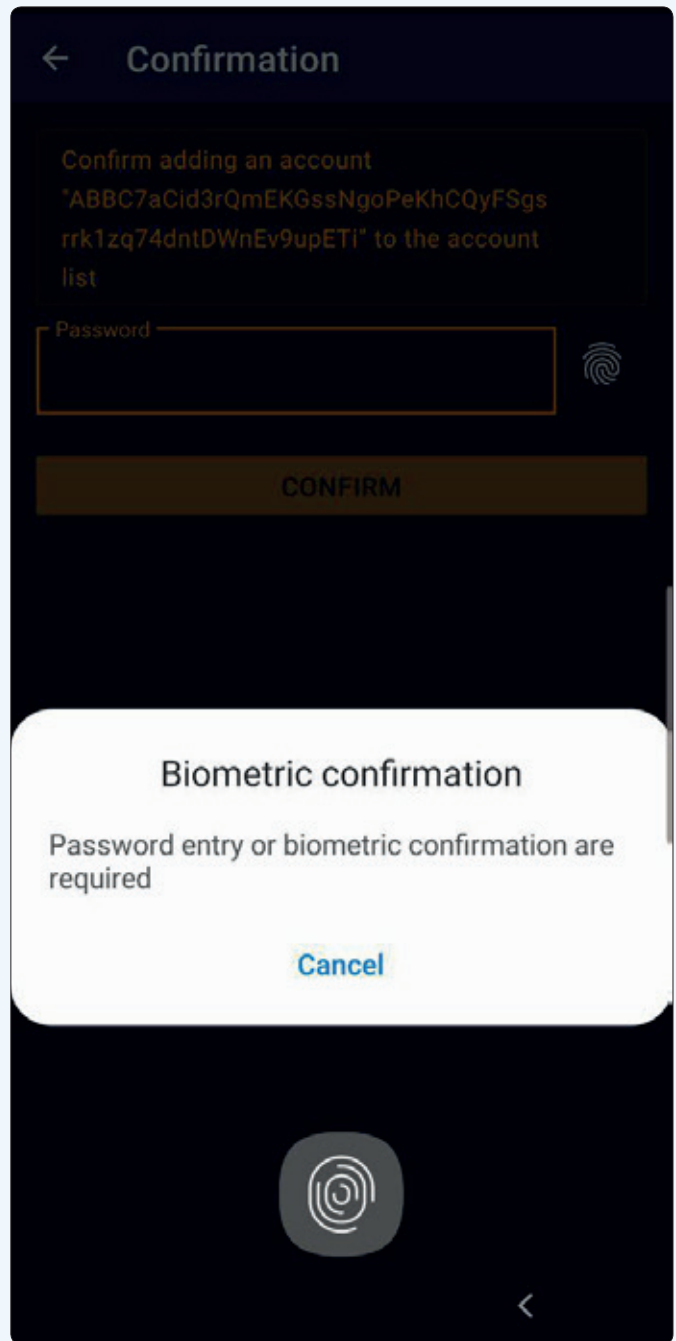 Confirmation
Confirm adding an account
"ABBC7aCid3rQmEKGssNgoPeKhCQyFSgs
rrk1zq74dntDWnEv9upETi" to the account
list
Password
CONFIRM
Biometric confirmation
Password entry or biometric confirmation are
required
Cancel